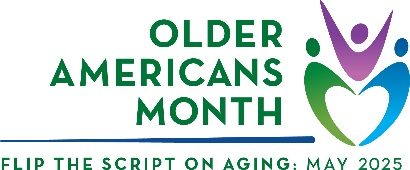 OLDER
AMERICANS
MONTH
FLIP THE SCRIPT ON AGING: MAY 2025